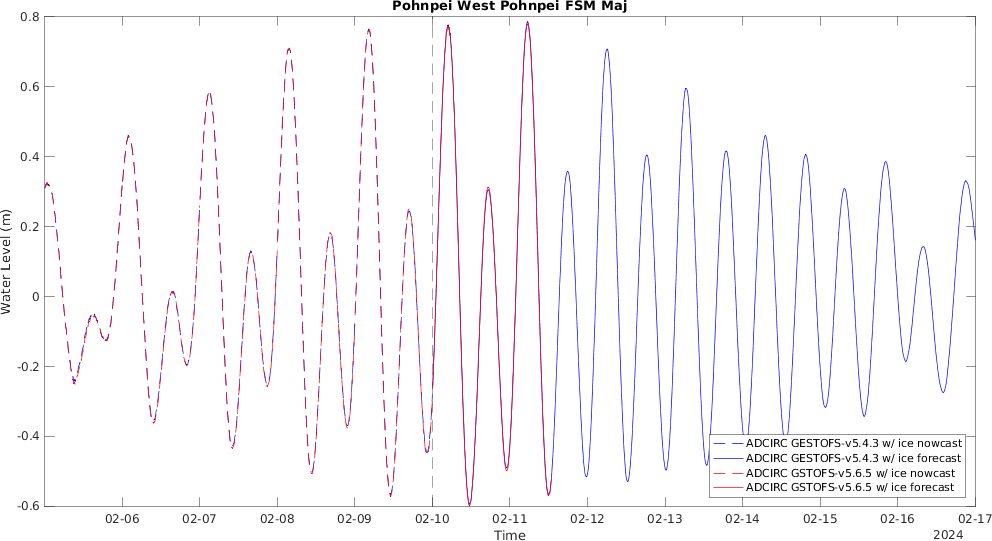 Pohnpei West Pohnpei FSM Maj
0.8
0.6
0.4
0.2
0
-0.2
-0.4
-0.6
Water Level (m)
02-06 02-07 02-08 02-09 02-10 02-11 02-12 02-13 02-14 02-15 02-16 02-17
Time
2024
ADCIRC GESTOFS-v5.4.3 w/ ice nowcast
ADCIRC GESTOFS-v5.4.3 w/ ice forecast
ADCIRC GSTOFS-v5.6.5 w/ ice nowcast
ADCIRC GSTOFS-v5.6.5 w/ ice forecast